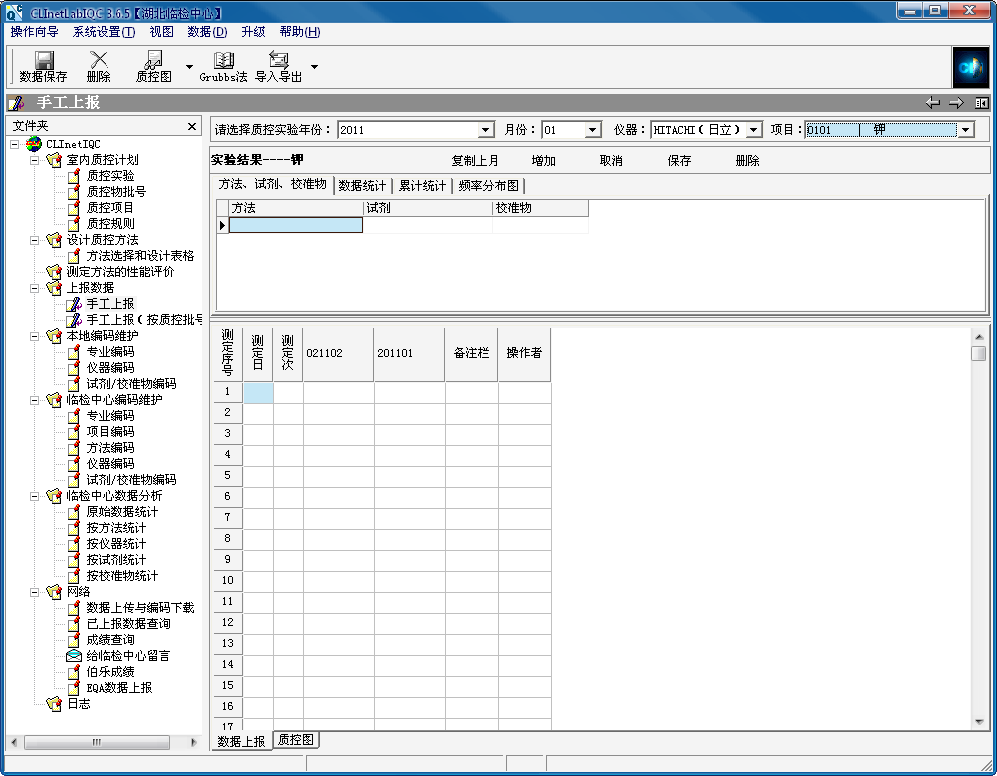 CLInetLabIQC 3.6.5【湖北临检中心】
操作向导 系统设置(T) 视图 数据(D) 升级 帮助(H)
数据保存 删除 质控图 Grubbs法 导入导出
手工上报
文件夹
CLInetIQC
室内质控计划
质控实验
质控物批号
质控项目
质控规则
设计质控方法
方法选择和设计表格
测定方法的性能评价
上报数据
手工上报
手工上报(按质控批号
本地编码维护
专业编码
仪器编码
试剂/校准物编码
临检中心编码维护
专业编码
项目编码
方法编码
仪器编码
试剂/校准物编码
临检中心数据分析
原始数据统计
按方法统计
按仪器统计
按试剂统计
按校准物统计
网络
数据上传与编码下载
已上报数据查询
成绩查询
给临检中心留言
伯乐成绩
EQA数据上报
日志
请选择质控实验年份: 2011 月份: 01 仪器: HITACHI(日立) 项目: 0101 钾
实验结果----钾 复制上月 增加 取消 保存 删除
方法、试剂、校准物 数据统计 累计统计 频率分布图
方法 试剂 校准物
测定序号 测定日 测定次 021102 201101 备注栏 操作者
1
2
3
4
5
6
7
8
9
10
11
12
13
14
15
16
17
数据上报 质控图